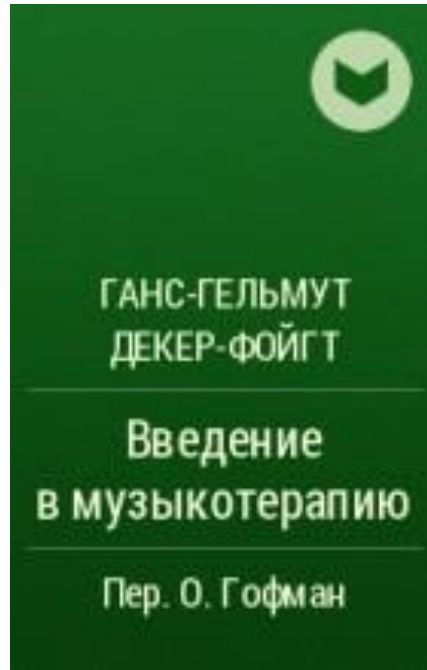 ГАНС-ГЕЛЬМУТ
ДЕКЕР-ФОЙГТ
Введение
в музыкотерапию
Пер. О. Гофман